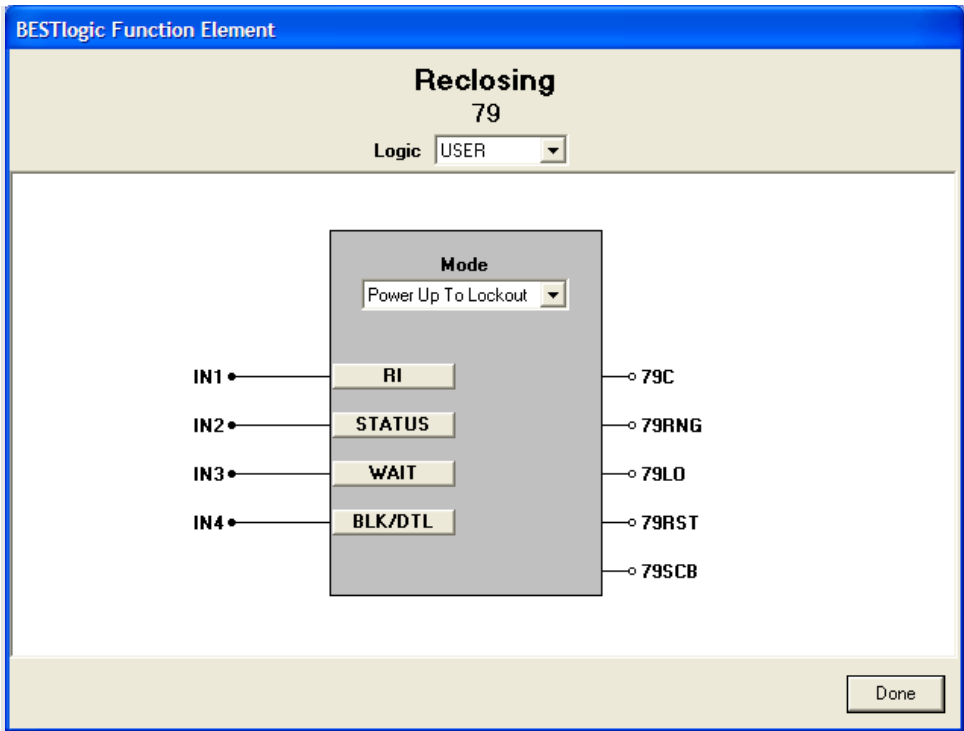 BESTlogic Function Element
Reclosing
79
Logic USER
Mode
Power Up To Lockout
IN1 RI 79C
IN2 STATUS 79RNG
IN3 WAIT 79LO
IN4 BLK/DTL 79RST
79SCB
Done